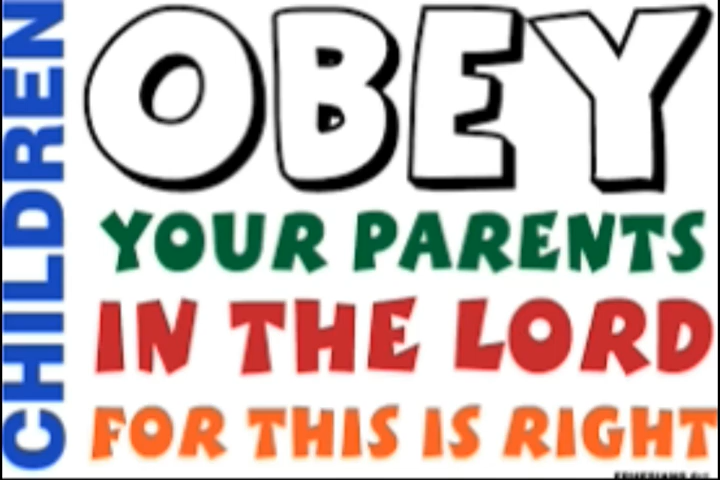 CHILDREN
OBEY
YOUR PARENTS
IN THE LORD
FOR THIS IS RIGHT